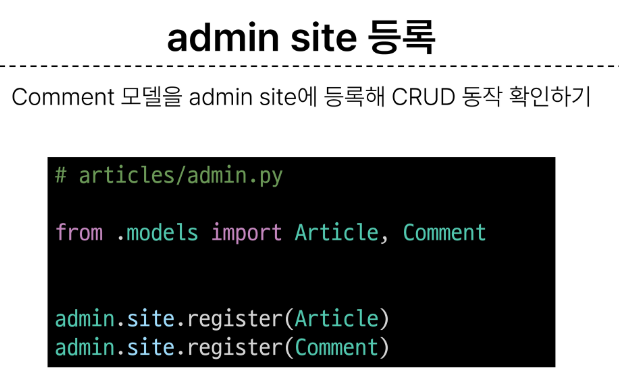 admin site 등록
Comment 모델을 admin site에 등록해 CRUD 동작 확인하기
# articles/admin.py
from .models import Article, Comment
admin.site.register(Article)
admin.site.register(Comment)